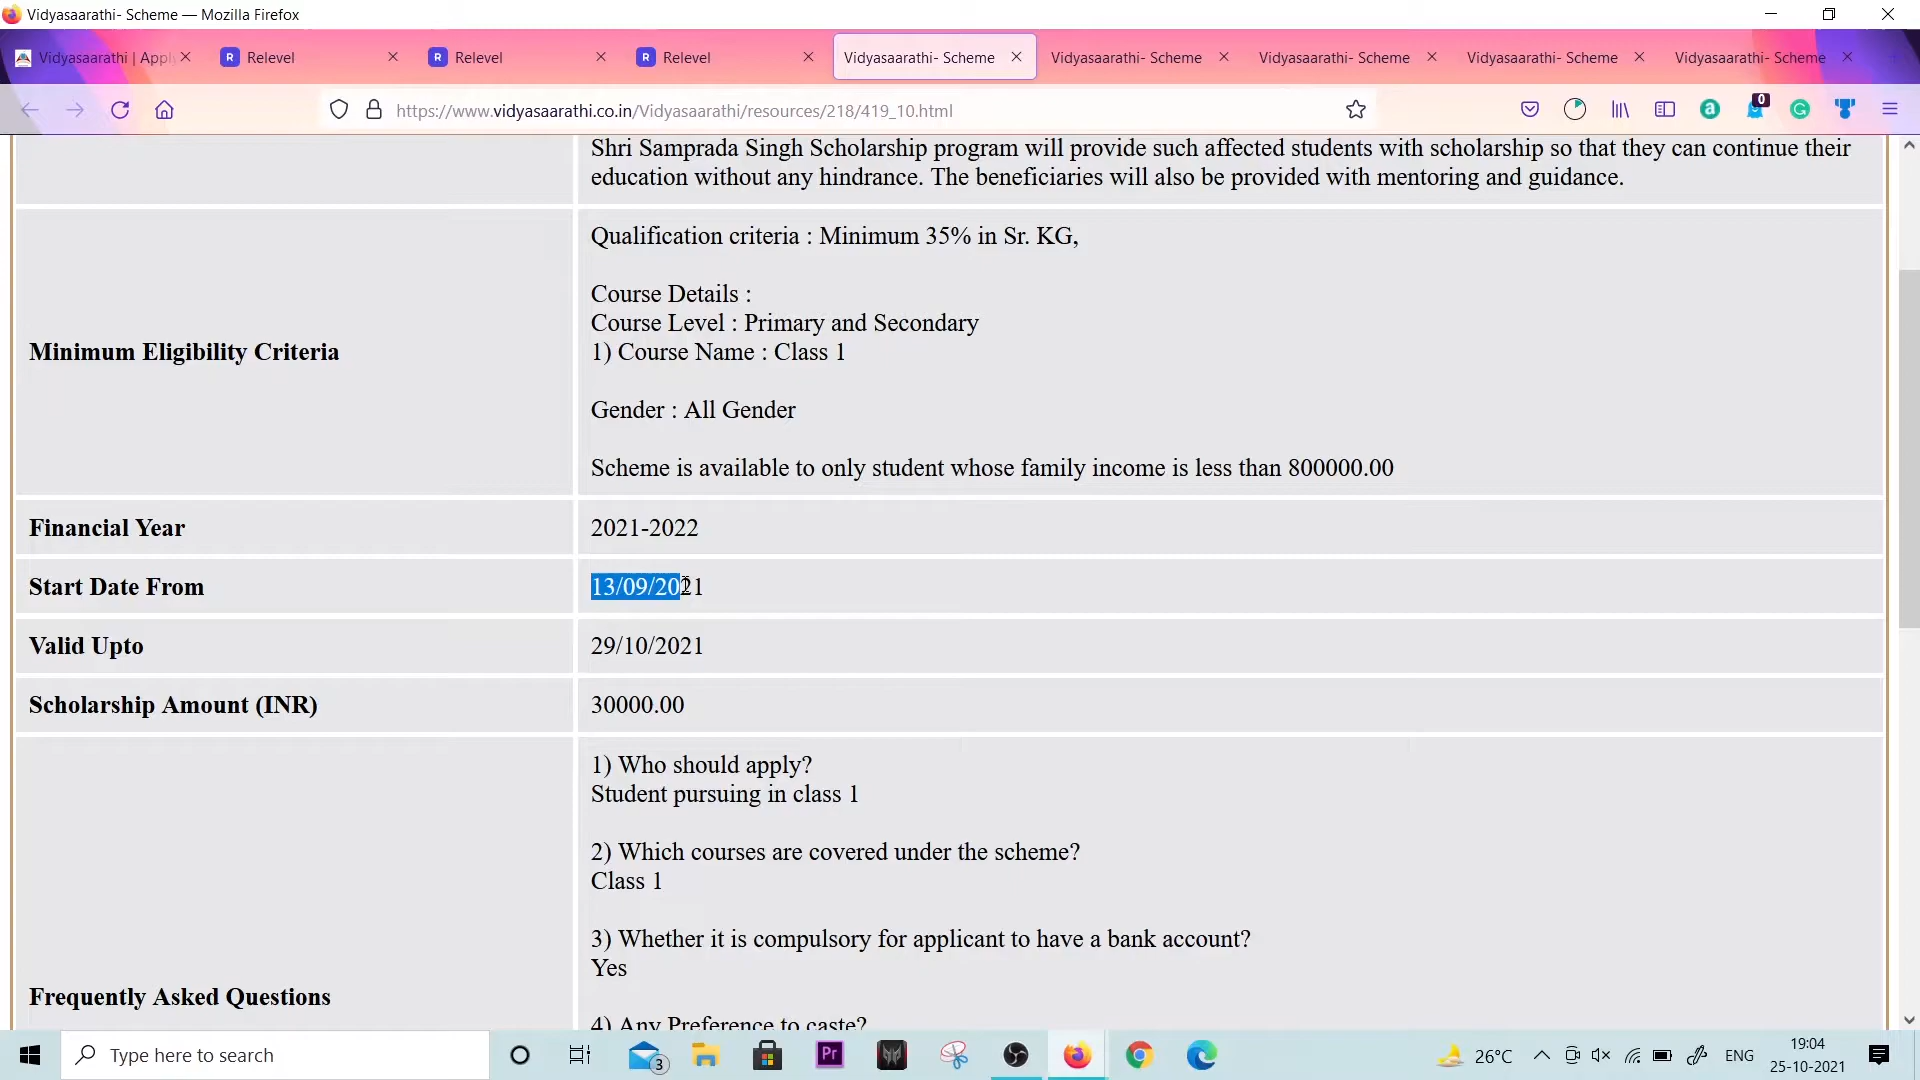 Vidyasaarathi- Scheme — Mozilla Firefox
Vidyasaarathi | Apply
Relevel
Relevel
Relevel
Vidyasaarathi- Scheme
Vidyasaarathi- Scheme
Vidyasaarathi- Scheme
Vidyasaarathi- Scheme
Vidyasaarathi- Scheme
https://www.vidyasaarathi.co.in/Vidyasaarathi/resources/218/419_10.html
0
Shri Samprada Singh Scholarship program will provide such affected students with scholarship so that they can continue their
education without any hindrance. The beneficiaries will also be provided with mentoring and guidance.
Minimum Eligibility Criteria
Qualification criteria : Minimum 35% in Sr. KG,
Course Details :
Course Level : Primary and Secondary
1) Course Name : Class 1
Gender : All Gender
Scheme is available to only student whose family income is less than 800000.00
Financial Year
2021-2022
Start Date From
13/09/2021
Valid Upto
29/10/2021
Scholarship Amount (INR)
30000.00
Frequently Asked Questions
1) Who should apply?
Student pursuing in class 1
2) Which courses are covered under the scheme?
Class 1
3) Whether it is compulsory for applicant to have a bank account?
Yes
4) Any Preference to caste?
Type here to search
3
Pr
26°C
ENG
19:04
25-10-2021